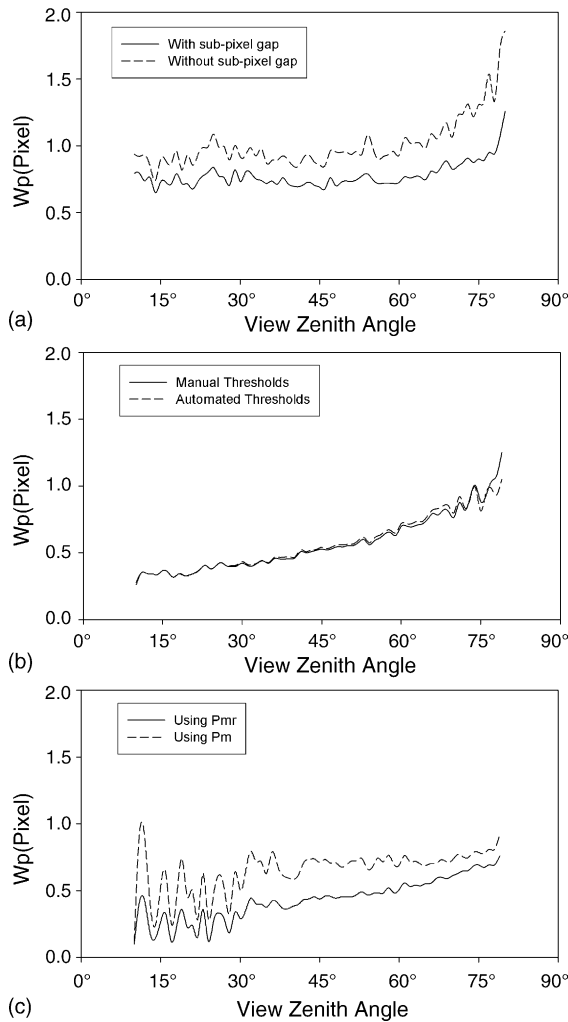 2.0
With sub-pixel gap
Without sub-pixel gap
1.5
Wp(Pixel)
1.0
0.5
0.0
0° 15° 30° 45° 60° 75° 90°
(a) View Zenith Angle
2.0
Manual Thresholds
Automated Thresholds
1.5
Wp(Pixel)
1.0
0.5
0.0
0° 15° 30° 45° 60° 75° 90°
(b) View Zenith Angle
2.0
Using Pmr
Using Pm
1.5
Wp(Pixel)
1.0
0.5
0.0
0° 15° 30° 45° 60° 75° 90°
(c) View Zenith Angle